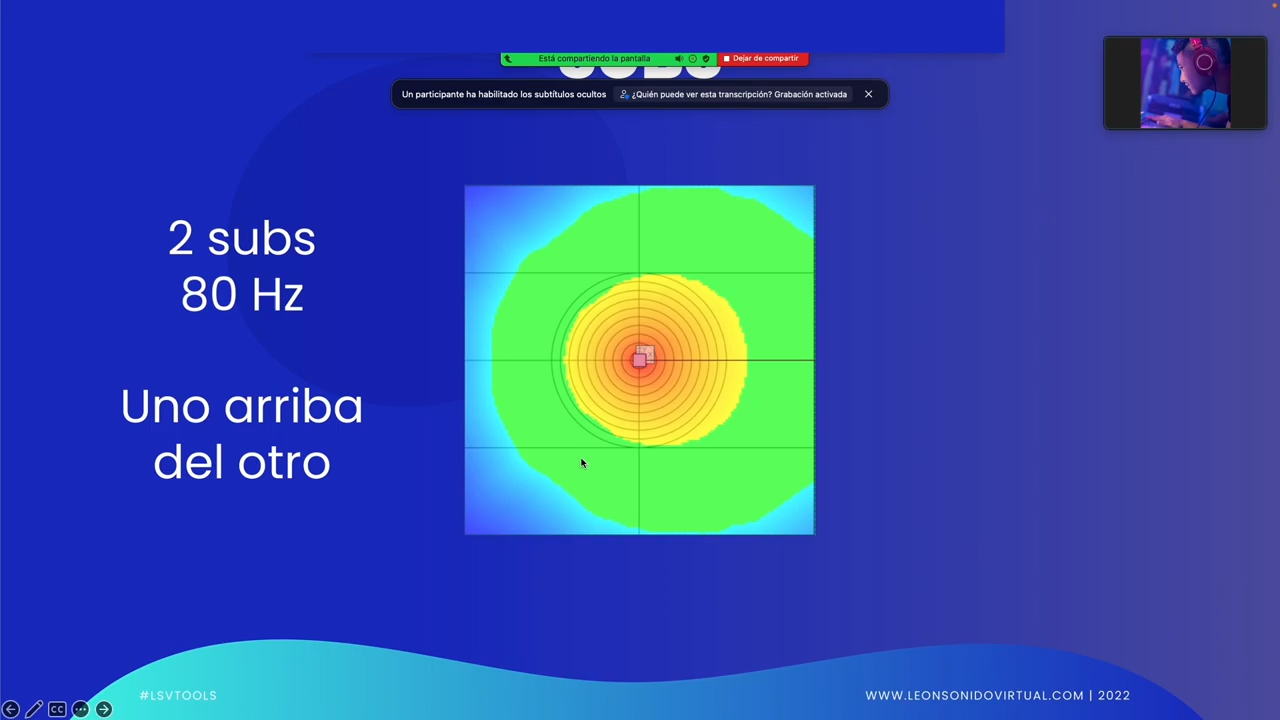 Está compartiendo la pantalla
Dejar de compartir
Un participante ha habilitado los subtítulos ocultos
¿Quién puede ver esta transcripción? Grabación activada
2 subs
80 Hz
Uno arriba
del otro
#LSVTOOLS
WWW.LEONSONIDOVIRTUAL.COM | 2022
CC